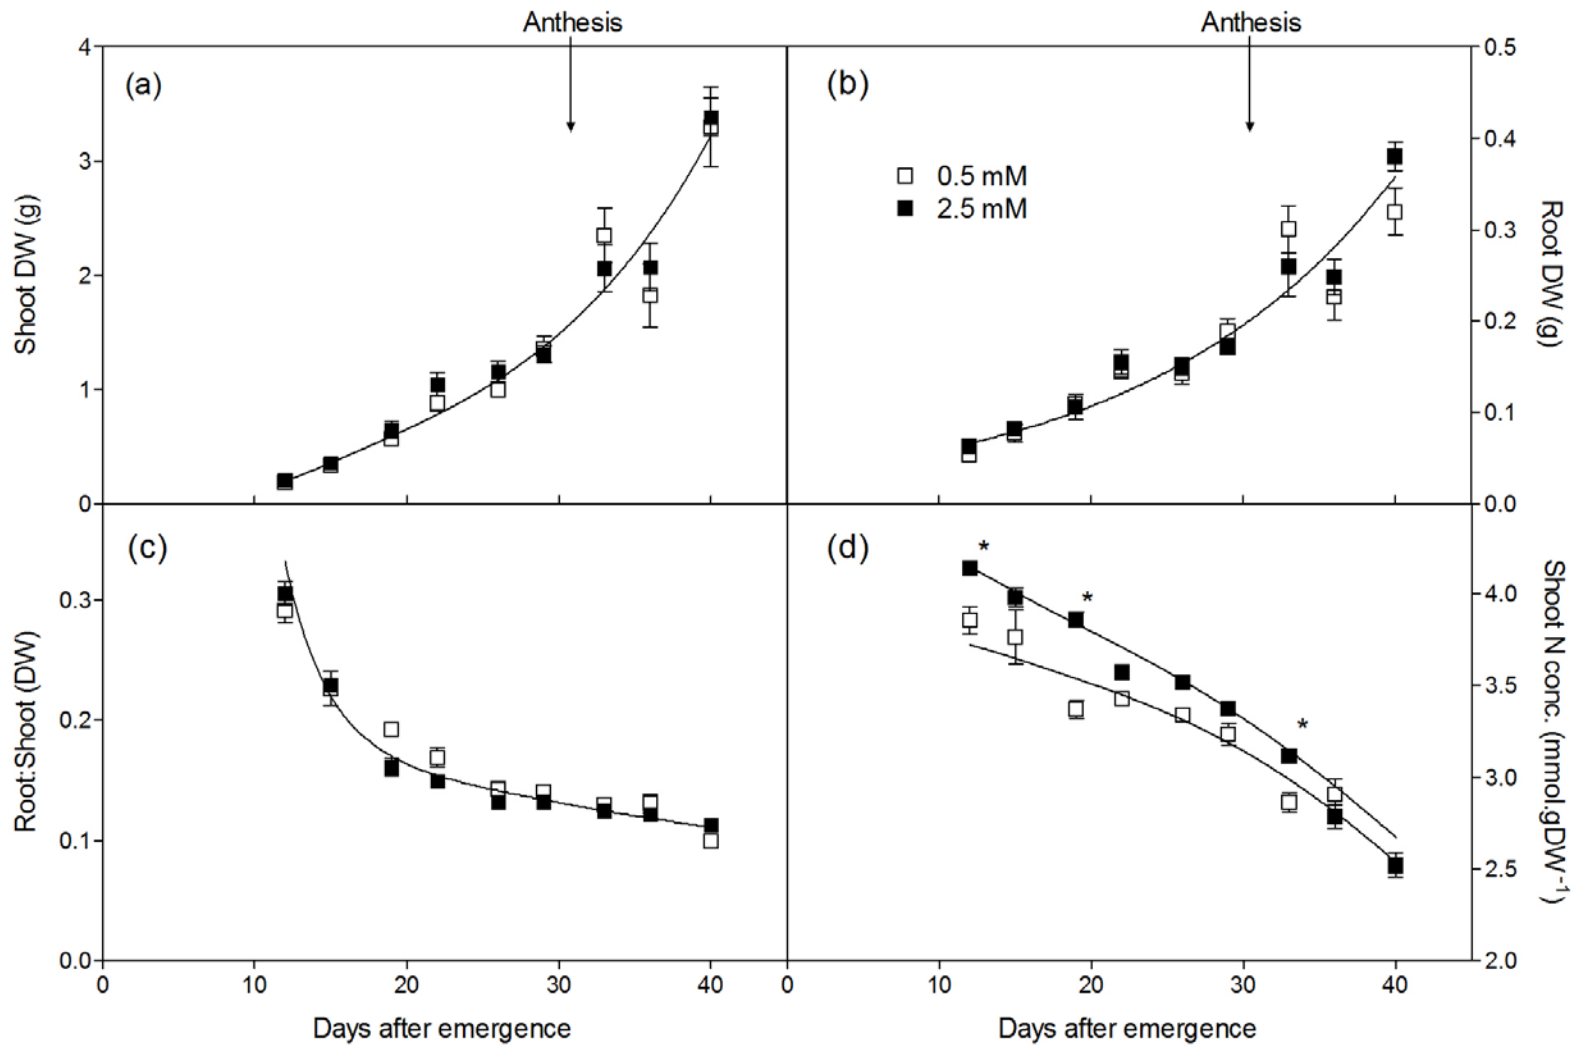 Anthesis
Anthesis
(a)
(b)
4
3
2
1
0
Shoot DW (g)
0.5 mM
2.5 mM
0.5
0.4
0.3
0.2
0.1
0.0
Root DW (g)
(c)
(d)
*
*
*
0.3
0.2
0.1
0.0
Root:Shoot (DW)
4.0
3.5
3.0
2.5
2.0
Shoot N conc. (mmol.gDW⁻¹)
0 10 20 30 40
0 10 20 30 40
Days after emergence
Days after emergence